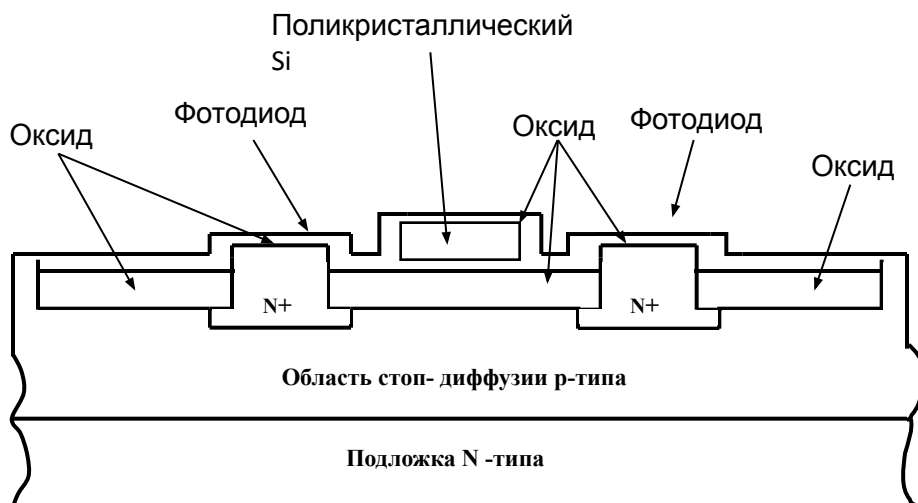 Поликристаллический
Si
Фотодиод
Оксид
Оксид
Фотодиод
Оксид
N+
N+
Область стоп- диффузии р-типа
Подложка N -типа